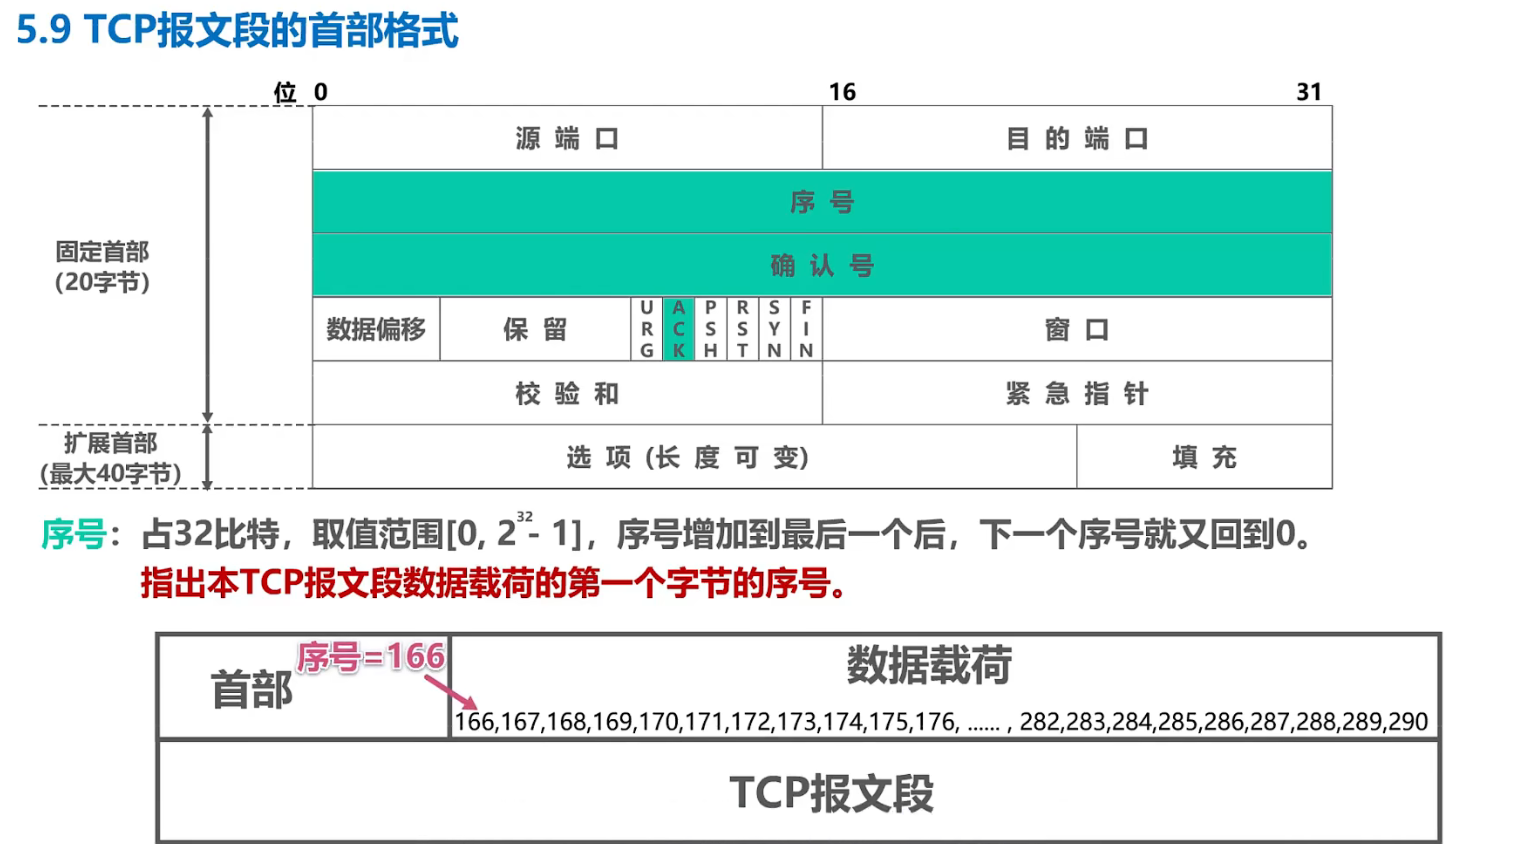 5.9 TCP报文段的首部格式
位 0 16 31
源 端 口 目 的 端 口
序 号
固定首部
(20字节)
确 认 号
数据偏移 保 留 URG ACK PSH RST SYN FIN 窗 口
校 验 和 紧 急 指 针
扩展首部
(最大40字节)
选 项 (长 度 可 变) 填 充
序号：占32比特，取值范围[0, 2³²- 1]，序号增加到最后一个后，下一个序号就又回到0。
指出本TCP报文段数据载荷的第一个字节的序号。
序号=166
首部
数据载荷
166,167,168,169,170,171,172,173,174,175,176, ...... , 282,283,284,285,286,287,288,289,290
TCP报文段